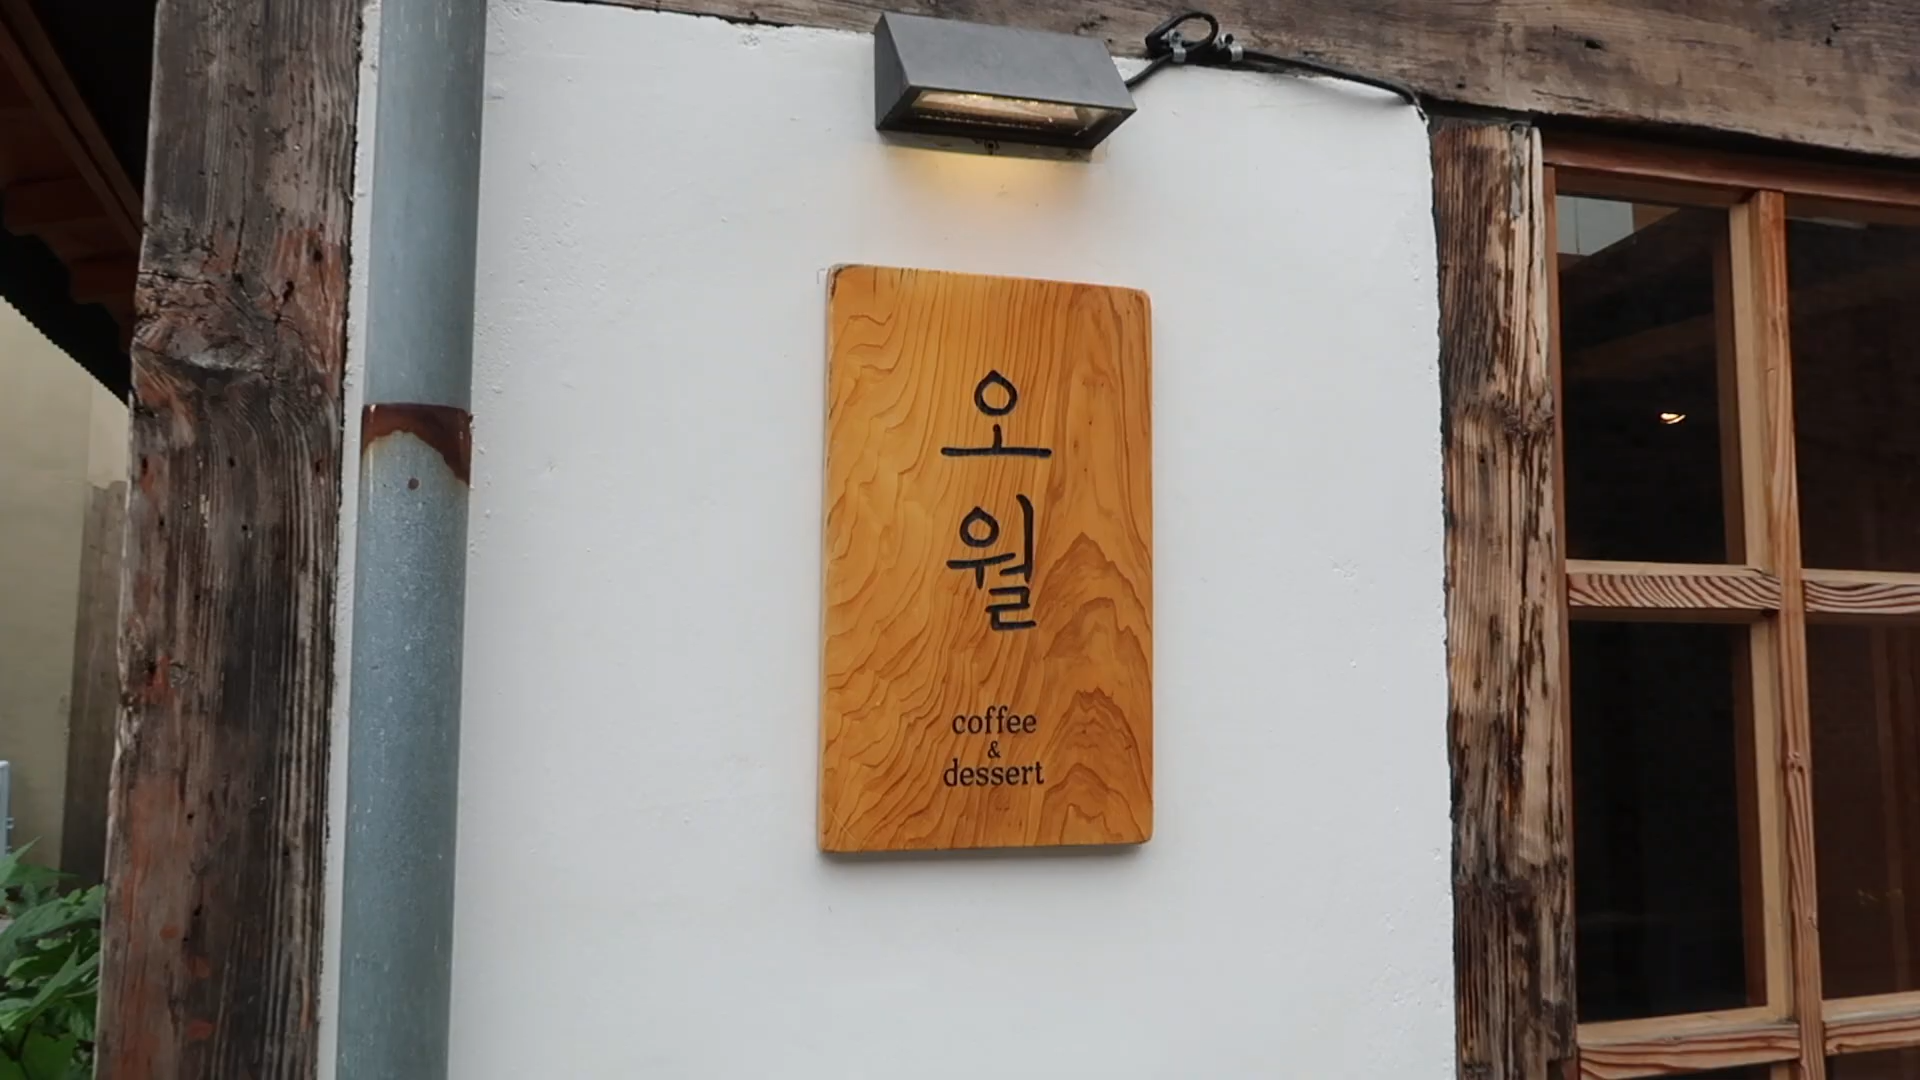 오
월
coffee
&
dessert